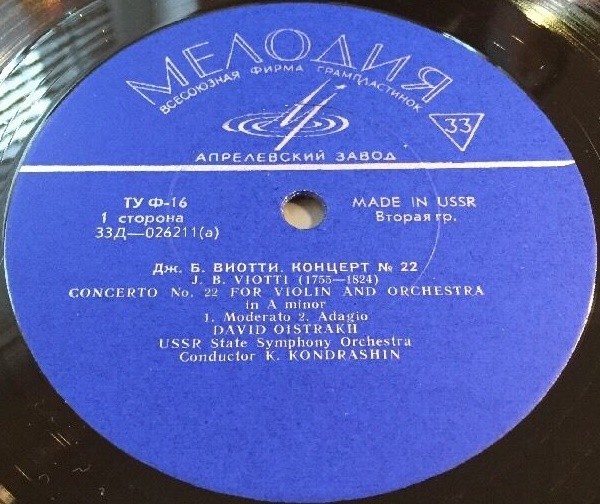 МЕЛОДИЯ
ВСЕСОЮЗНАЯ ФИРМА ГРАМПЛАСТИНОК
33
АПРЕЛЕВСКИЙ ЗАВОД
ТУ Ф-16
MADE IN USSR
1 сторона
Вторая гр.
33Д—026211(а)
Дж. Б. ВИОТТИ. КОНЦЕРТ № 22
J. B. VIOTTI (1755—1824)
CONCERTO No. 22 FOR VIOLIN AND ORCHESTRA
in A minor
1. Moderato 2. Adagio
DAVID OISTRAKH
USSR State Symphony Orchestra
Conductor K. KONDRASHIN